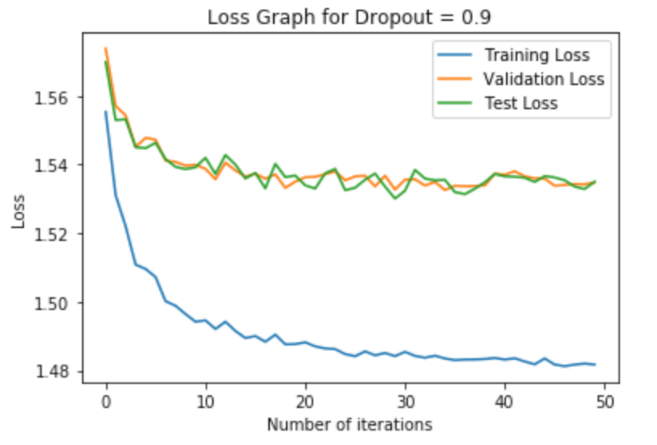 Loss Graph for Dropout = 0.9
Training Loss
Validation Loss
Test Loss
1.56
1.54
1.52
1.50
1.48
Loss
0 10 20 30 40 50
Number of iterations